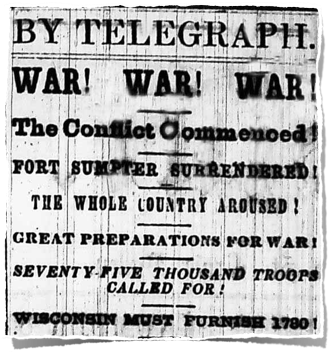 BY TELEGRAPH.
WAR! WAR! WAR!
The Conflict Commenced!
FORT SUMPTER SURRENDERED!
THE WHOLE COUNTRY AROUSED!
GREAT PREPARATIONS FOR WAR!
SEVENTY-FIVE THOUSAND TROOPS
CALLED FOR!
WISCONSIN MUST FURNISH 1780!